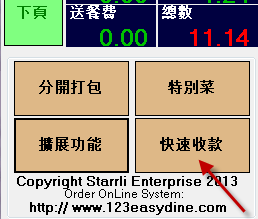 下頁 送餐費 總數
0.00 11.14
分開打包 特別菜
擴展功能 快速收款
Copyright Starrli Enterprise 2013
Order OnLine System:
http:// www.123easydine.com